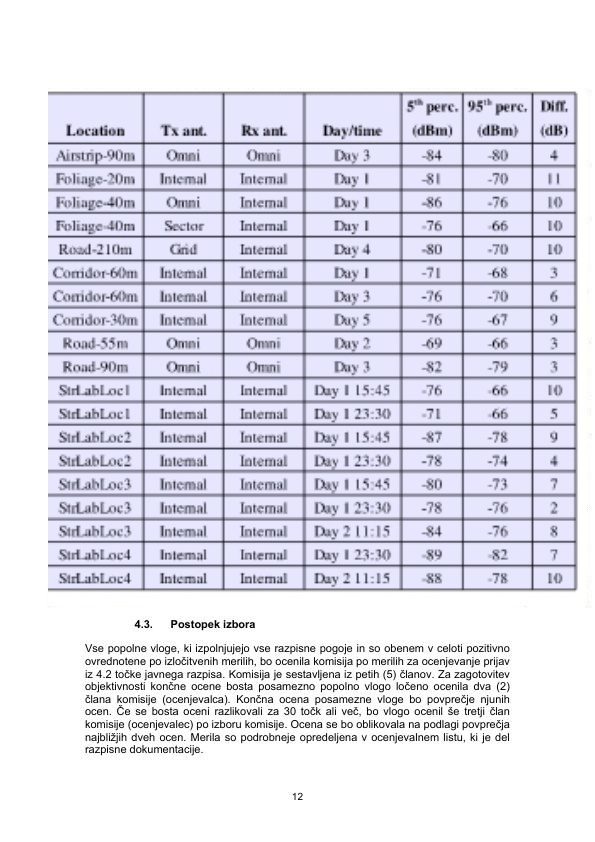 5th perc. 95th perc. Diff.
Location Tx ant. Rx ant. Day/time (dBm) (dBm) (dB)
Airstrip-90m Omni Omni Day 3 -84 -80 4
Foliage-20m Internal Internal Day 1 -81 -70 11
Foliage-40m Omni Internal Day 1 -86 -76 10
Foliage-40m Sector Internal Day 1 -76 -66 10
Road-210m Grid Internal Day 4 -80 -70 10
Corridor-60m Internal Internal Day 1 -71 -68 3
Corridor-60m Internal Internal Day 3 -76 -70 6
Corridor-30m Internal Internal Day 5 -76 -67 9
Road-55m Omni Omni Day 2 -69 -66 3
Road-90m Omni Omni Day 3 -82 -79 3
StrLabLoc1 Internal Internal Day 1 15:45 -76 -66 10
StrLabLoc1 Internal Internal Day 1 23:30 -71 -66 5
StrLabLoc2 Internal Internal Day 1 15:45 -87 -78 9
StrLabLoc2 Internal Internal Day 1 23:30 -78 -74 4
StrLabLoc3 Internal Internal Day 1 15:45 -80 -73 7
StrLabLoc3 Internal Internal Day 1 23:30 -78 -76 2
StrLabLoc3 Internal Internal Day 2 11:15 -84 -76 8
StrLabLoc4 Internal Internal Day 1 23:30 -89 -82 7
StrLabLoc4 Internal Internal Day 2 11:15 -88 -78 10
4.3. Postopek izbora
Vse popolne vloge, ki izpolnjujejo vse razpisne pogoje in so obenem v celoti pozitivno
ovrednotene po izločitvenih merilih, bo ocenila komisija po merilih za ocenjevanje prijav
iz 4.2 točke javnega razpisa. Komisija je sestavljena iz petih (5) članov. Za zagotovitev
objektivnosti končne ocene bosta posamezno popolno vlogo ločeno ocenila dva (2)
člana komisije (ocenjevalca). Končna ocena posamezne vloge bo povprečje njunih
ocen. Če se bosta oceni razlikovali za 30 točk ali več, bo vlogo ocenil še tretji član
komisije (ocenjevalec) po izboru komisije. Ocena se bo oblikovala na podlagi povprečja
najbližjih dveh ocen. Merila so podrobneje opredeljena v ocenjevalnem listu, ki je del
razpisne dokumentacije.
12